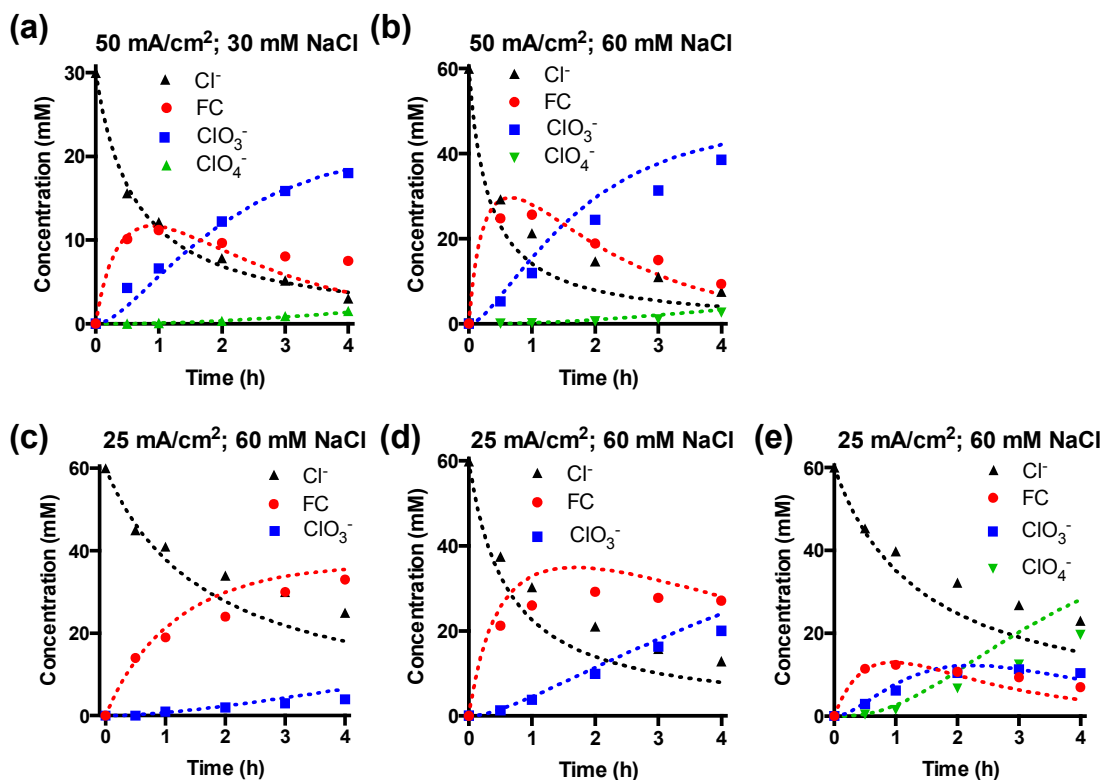 (a)
50 mA/cm²; 30 mM NaCl
Concentration (mM)
30
20
10
0
Cl⁻
FC
ClO₃⁻
ClO₄⁻
0 1 2 3 4
Time (h)
(b)
50 mA/cm²; 60 mM NaCl
Concentration (mM)
60
40
20
0
Cl⁻
FC
ClO₃⁻
ClO₄⁻
0 1 2 3 4
Time (h)
(c)
25 mA/cm²; 60 mM NaCl
Concentration (mM)
60
40
20
0
Cl⁻
FC
ClO₃⁻
0 1 2 3 4
Time (h)
(d)
25 mA/cm²; 60 mM NaCl
Concentration (mM)
60
40
20
0
Cl⁻
FC
ClO₃⁻
0 1 2 3 4
Time (h)
(e)
25 mA/cm²; 60 mM NaCl
Concentration (mM)
60
40
20
0
Cl⁻
FC
ClO₃⁻
ClO₄⁻
0 1 2 3 4
Time (h)